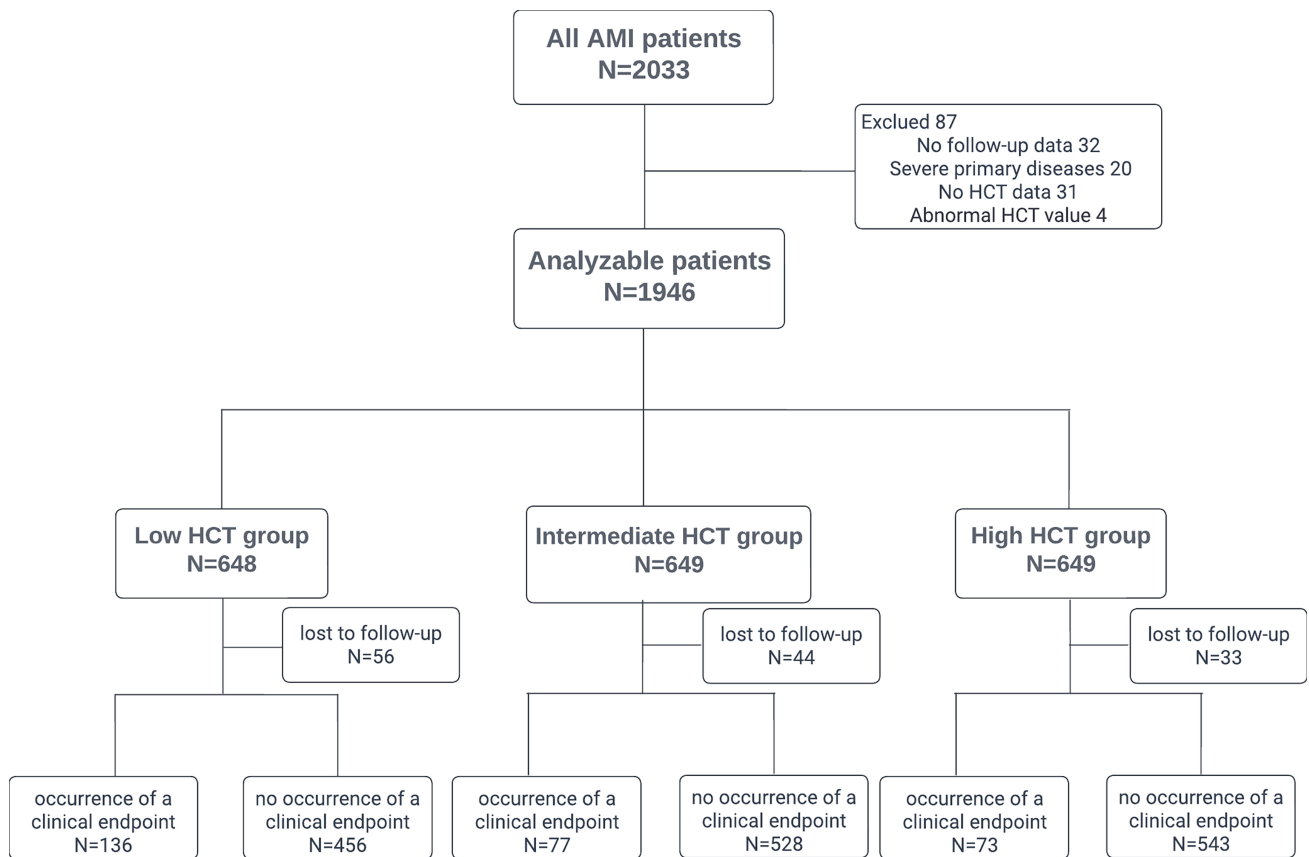 All AMI patients
N=2033
Exclued 87
No follow-up data 32
Severe primary diseases 20
No HCT data 31
Abnormal HCT value 4
Analyzable patients
N=1946
Low HCT group
N=648
Intermediate HCT group
N=649
High HCT group
N=649
lost to follow-up
N=56
lost to follow-up
N=44
lost to follow-up
N=33
occurrence of a
clinical endpoint
N=136
no occurrence of a
clinical endpoint
N=456
occurrence of a
clinical endpoint
N=77
no occurrence of a
clinical endpoint
N=528
occurrence of a
clinical endpoint
N=73
no occurrence of a
clinical endpoint
N=543